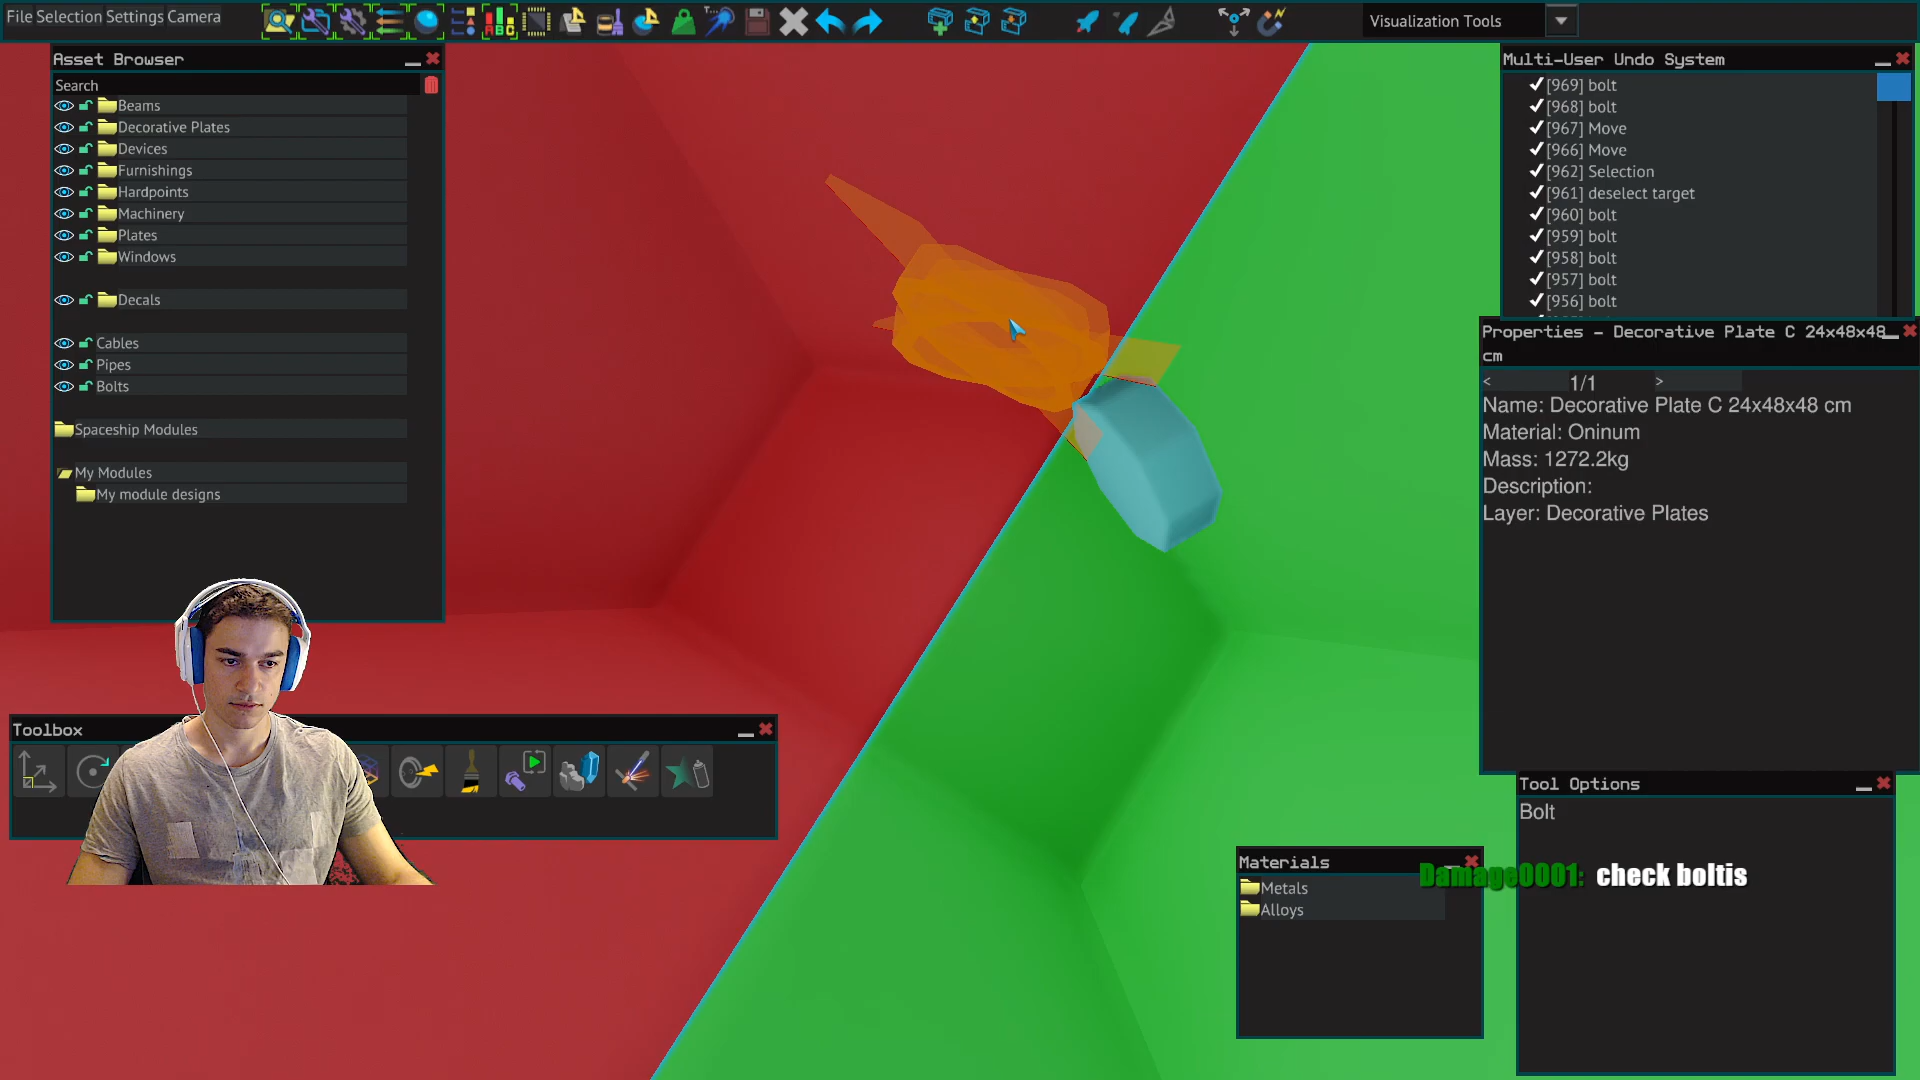 File Selection Settings Camera
Visualization Tools
Asset Browser
Search
Beams
Decorative Plates
Devices
Furnishings
Hardpoints
Machinery
Plates
Windows
Decals
Cables
Pipes
Bolts
Spaceship Modules
My Modules
My module designs
Multi-User Undo System
[969] bolt
[968] bolt
[967] Move
[966] Move
[962] Selection
[961] deselect target
[960] bolt
[959] bolt
[958] bolt
[957] bolt
[956] bolt
Properties - Decorative Plate C 24x48x48
cm
< 1/1 >
Name: Decorative Plate C 24x48x48 cm
Material: Oninum
Mass: 1272.2kg
Description:
Layer: Decorative Plates
Toolbox
Tool Options
Bolt
Materials
Metals
Alloys
Damage0001: check boltis